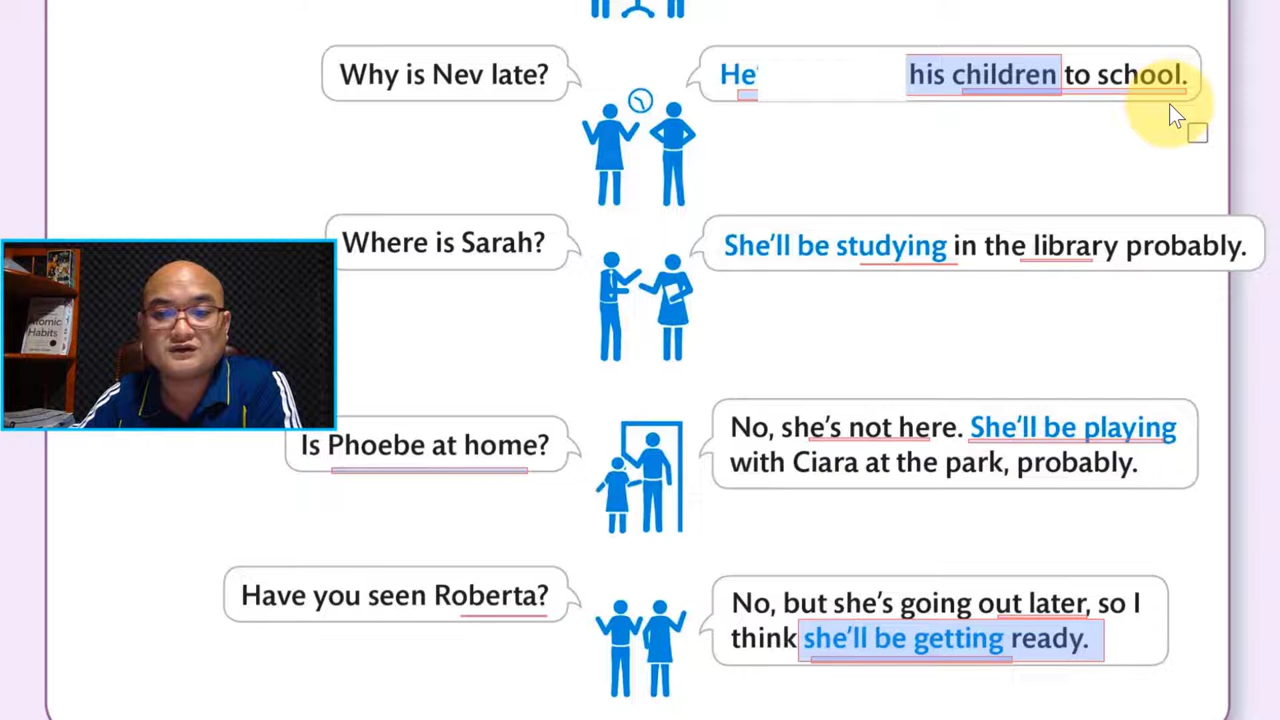 Why is Nev late?
He' his children to school.
Where is Sarah?
She'll be studying in the library probably.
Atomic
Habits
Is Phoebe at home?
No, she's not here. She'll be playing
with Ciara at the park, probably.
Have you seen Roberta?
No, but she's going out later, so I
think she'll be getting ready.